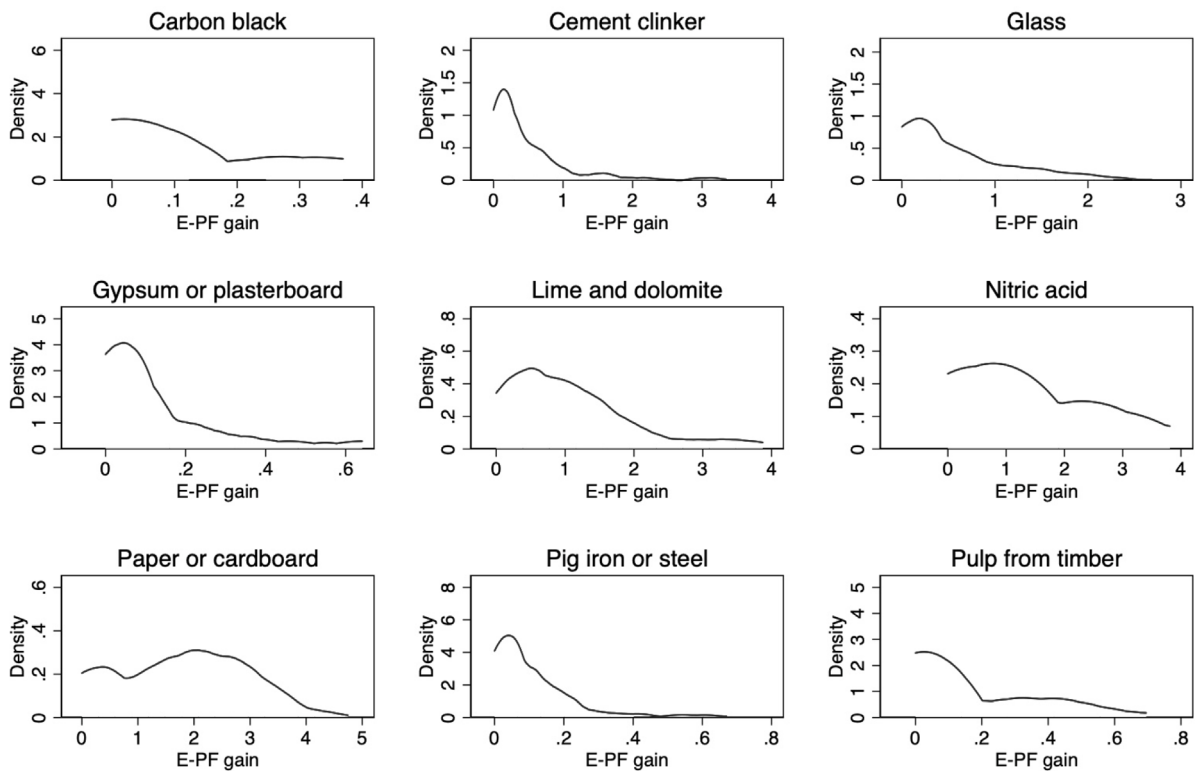 Carbon black
Density
0 2 4 6
0 .1 .2 .3 .4
E-PF gain
Cement clinker
Density
0 .5 1 1.5 2
0 1 2 3 4
E-PF gain
Glass
Density
0 .5 1 1.5 2
0 1 2 3
E-PF gain
Gypsum or plasterboard
Density
0 1 2 3 4 5
0 .2 .4 .6
E-PF gain
Lime and dolomite
Density
0 .2 .4 .6 .8
0 1 2 3 4
E-PF gain
Nitric acid
Density
0 .1 .2 .3 .4
0 1 2 3 4
E-PF gain
Paper or cardboard
Density
0 .2 .4 .6
0 1 2 3 4 5
E-PF gain
Pig iron or steel
Density
0 2 4 6 8
0 .2 .4 .6 .8
E-PF gain
Pulp from timber
Density
0 1 2 3 4 5
0 .2 .4 .6 .8
E-PF gain